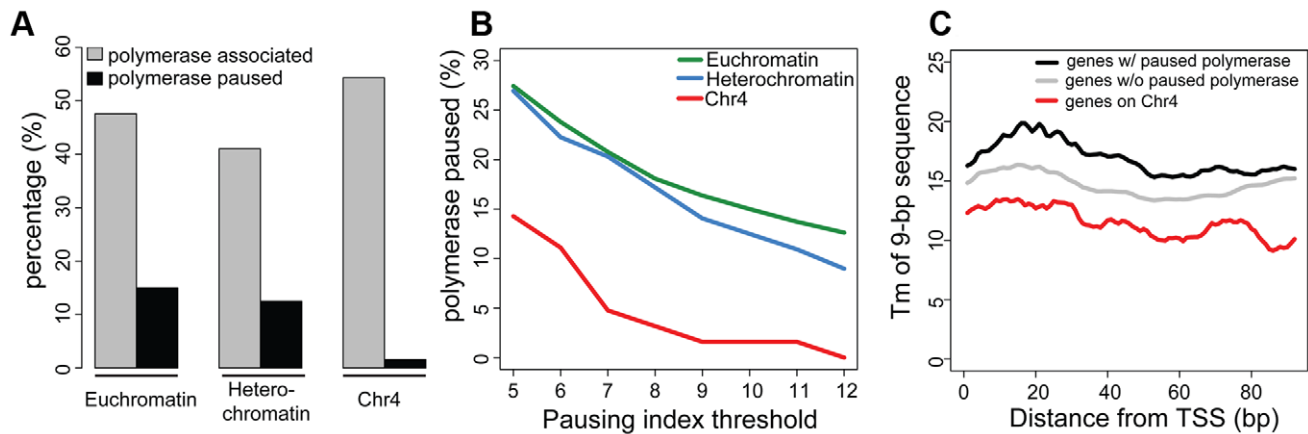 A
percentage (%)
60
50
40
30
20
10
0
polymerase associated
polymerase paused
Euchromatin
Hetero-
chromatin
Chr4
B
polymerase paused (%)
30
25
20
15
10
5
0
Euchromatin
Heterochromatin
Chr4
5 6 7 8 9 10 11 12
Pausing index threshold
C
Tm of 9-bp sequence
25
20
15
10
5
0
genes w/ paused polymerase
genes w/o paused polymerase
genes on Chr4
0 20 40 60 80
Distance from TSS (bp)